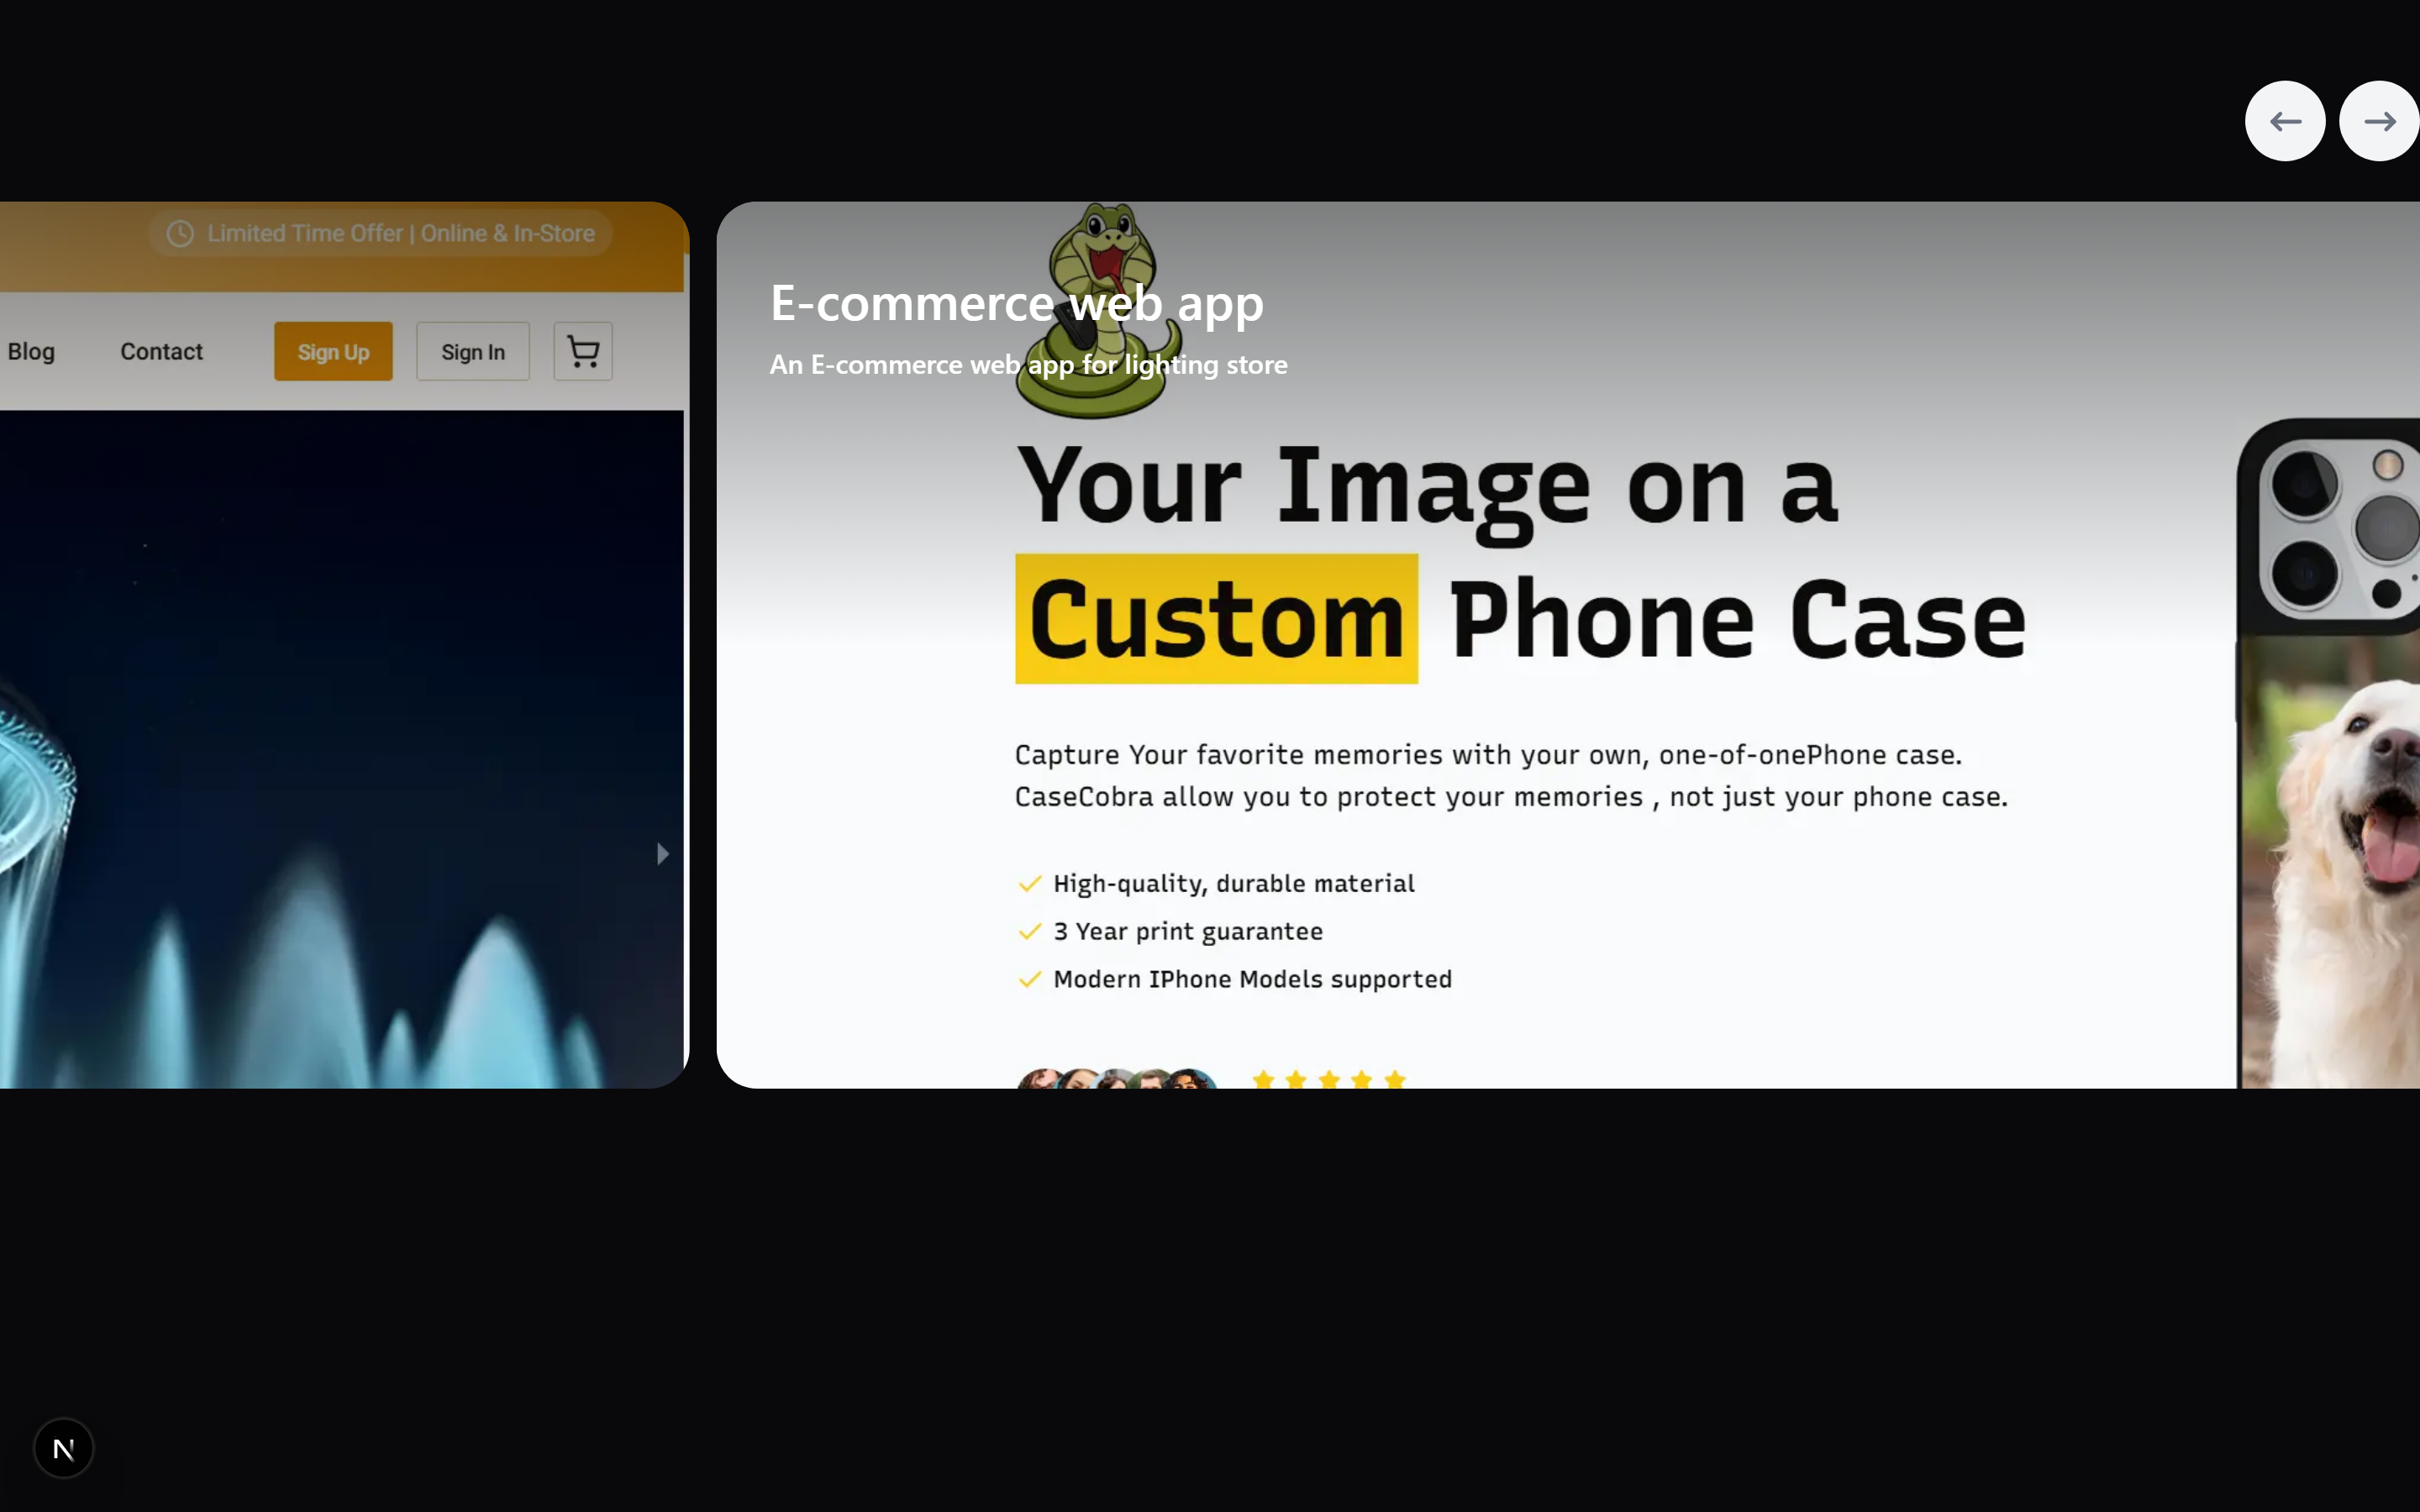 Limited Time Offer | Online & In-Store
Blog
Contact
Sign Up
Sign In
E-commerce web app
An E-commerce web app for lighting store
Your Image on a
Custom Phone Case
Capture Your favorite memories with your own, one-of-onePhone case.
CaseCobra allow you to protect your memories , not just your phone case.
High-quality, durable material
3 Year print guarantee
Modern IPhone Models supported
N